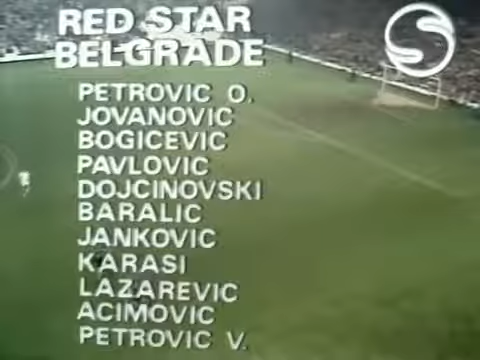 RED STAR
BELGRADE
PETROVIC O.
JOVANOVIC
BOGICEVIC
PAVLOVIC
DOJCINOVSKI
BARALIC
JANKOVIC
KARASI
LAZAREVIC
ACIMOVIC
PETROVIC V.